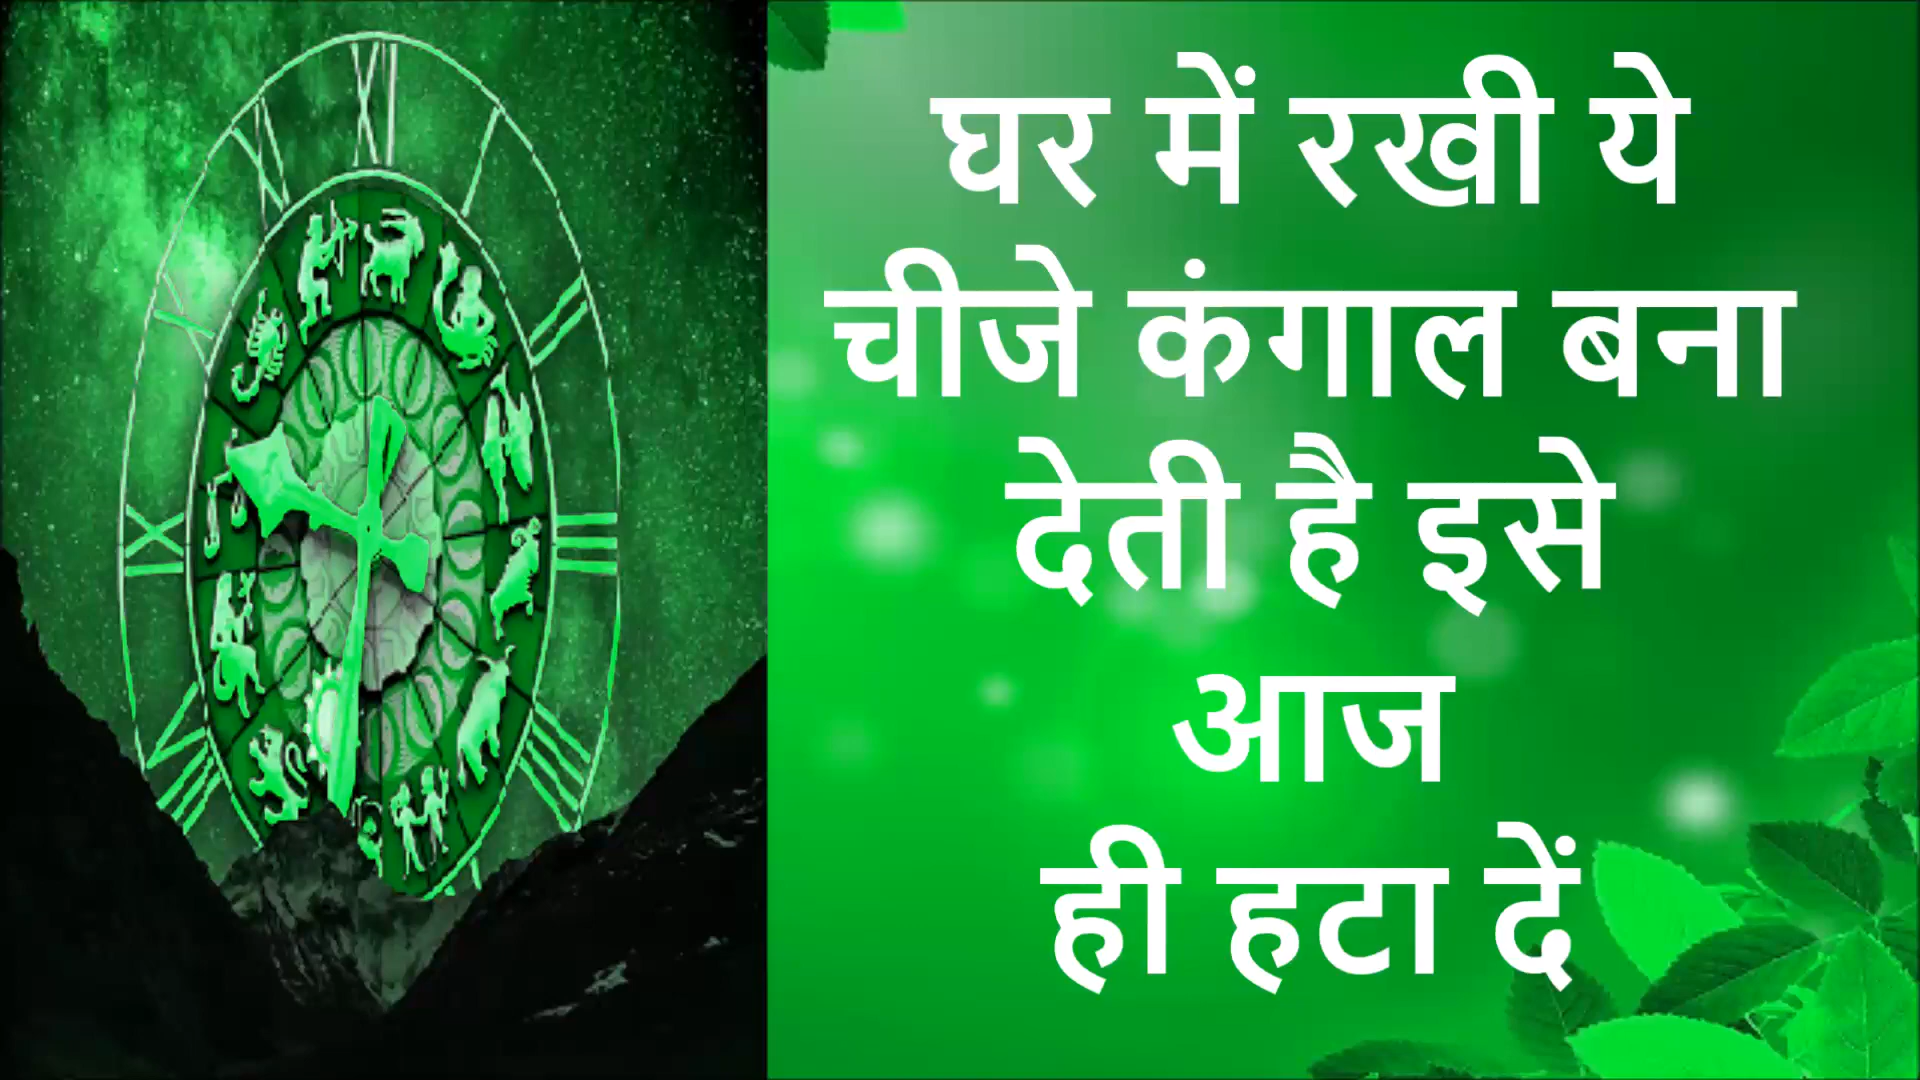 घर में रखी ये
चीजे कंगाल बना
देती है इसे
आज
ही हटा दें